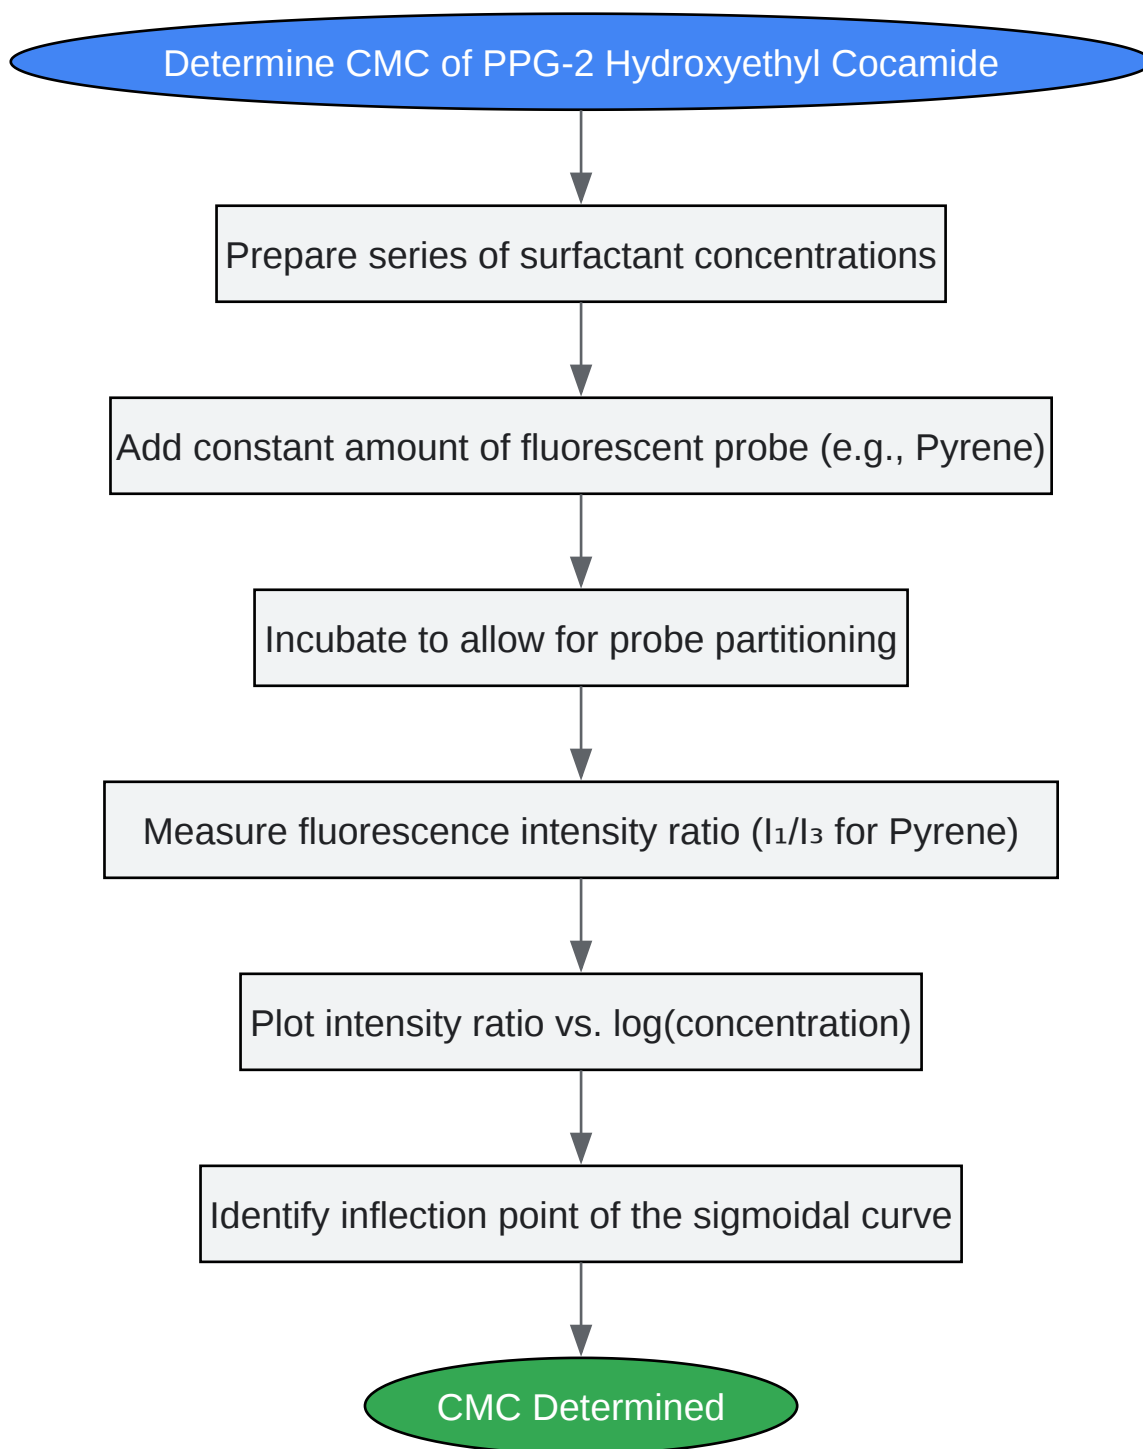 Determine CMC of PPG-2 Hydroxyethyl Cocamide
Prepare series of surfactant concentrations
Add constant amount of fluorescent probe (e.g., Pyrene)
Incubate to allow for probe partitioning
Measure fluorescence intensity ratio (I₁/I₃ for Pyrene)
Plot intensity ratio vs. log(concentration)
Identify inflection point of the sigmoidal curve
CMC Determined